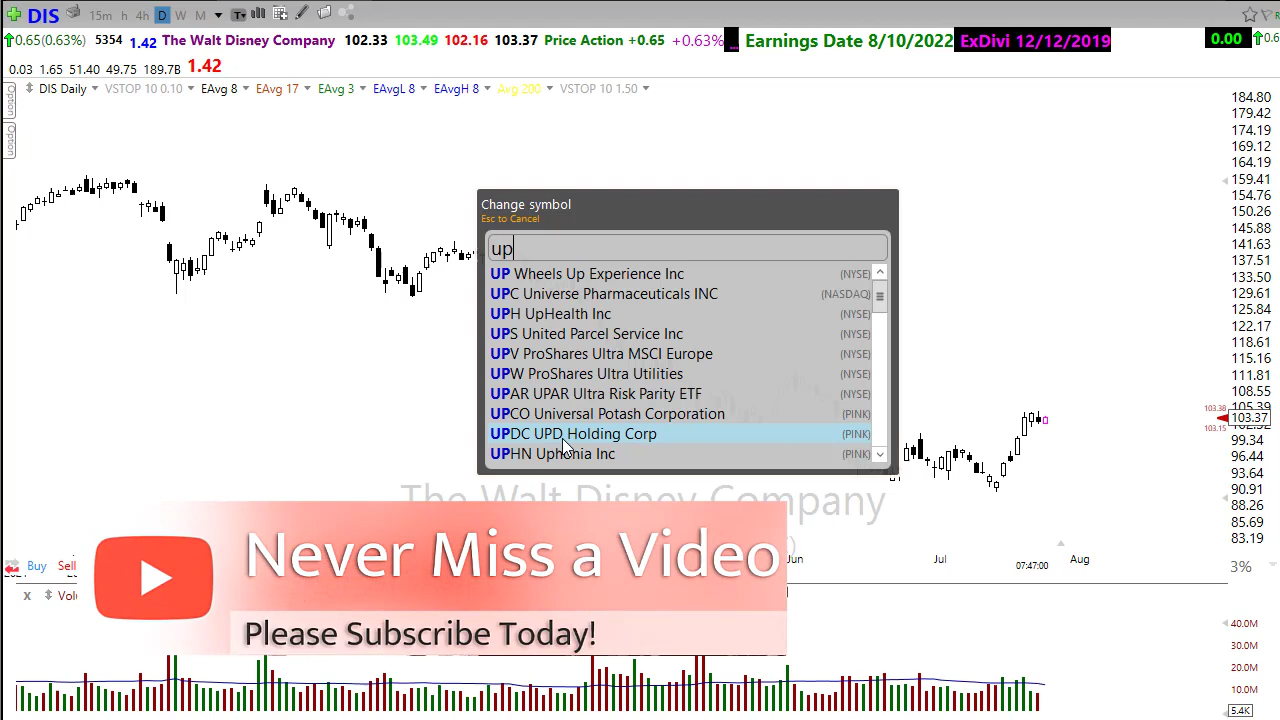 DIS 15m h 4h D W M T
0.65(0.63%) 5354 1.42 The Walt Disney Company 102.33 103.49 102.16 103.37 Price Action +0.65 +0.63% ... Earnings Date 8/10/2022 ExDivi 12/12/2019 0.00
0.03 1.65 51.40 49.75 189.7B 1.42
DIS Daily VSTOP 10 0.10 EAvg 8 EAvg 17 EAvg 3 EAvgL 8 EAvgH 8 Avg 200 VSTOP 10 1.50
Option
Option
Change symbol
Esc to Cancel
up
UP Wheels Up Experience Inc (NYSE)
UPC Universe Pharmaceuticals INC (NASDAQ)
UPH UpHealth Inc (NYSE)
UPS United Parcel Service Inc (NYSE)
UPV ProShares Ultra MSCI Europe (NYSE)
UPW ProShares Ultra Utilities (NYSE)
UPAR UPAR Ultra Risk Parity ETF (NYSE)
UPCO Universal Potash Corporation (PINK)
UPDC UPD Holding Corp (PINK)
UPHN Uphonia Inc (PINK)
184.80
179.42
174.19
169.12
164.19
159.41
154.76
150.26
145.88
141.63
137.51
133.50
129.61
125.84
122.17
118.61
115.16
111.81
108.55
105.39
103.38
103.37
103.15
99.34
96.44
93.64
90.91
88.26
85.69
83.19
The Walt Disney Company
Never Miss a Video
Please Subscribe Today!
Buy Sell
Jun Jul 07:47:00 Aug
3%
x Volu
40.0M
30.0M
20.0M
10.0M
5.4K